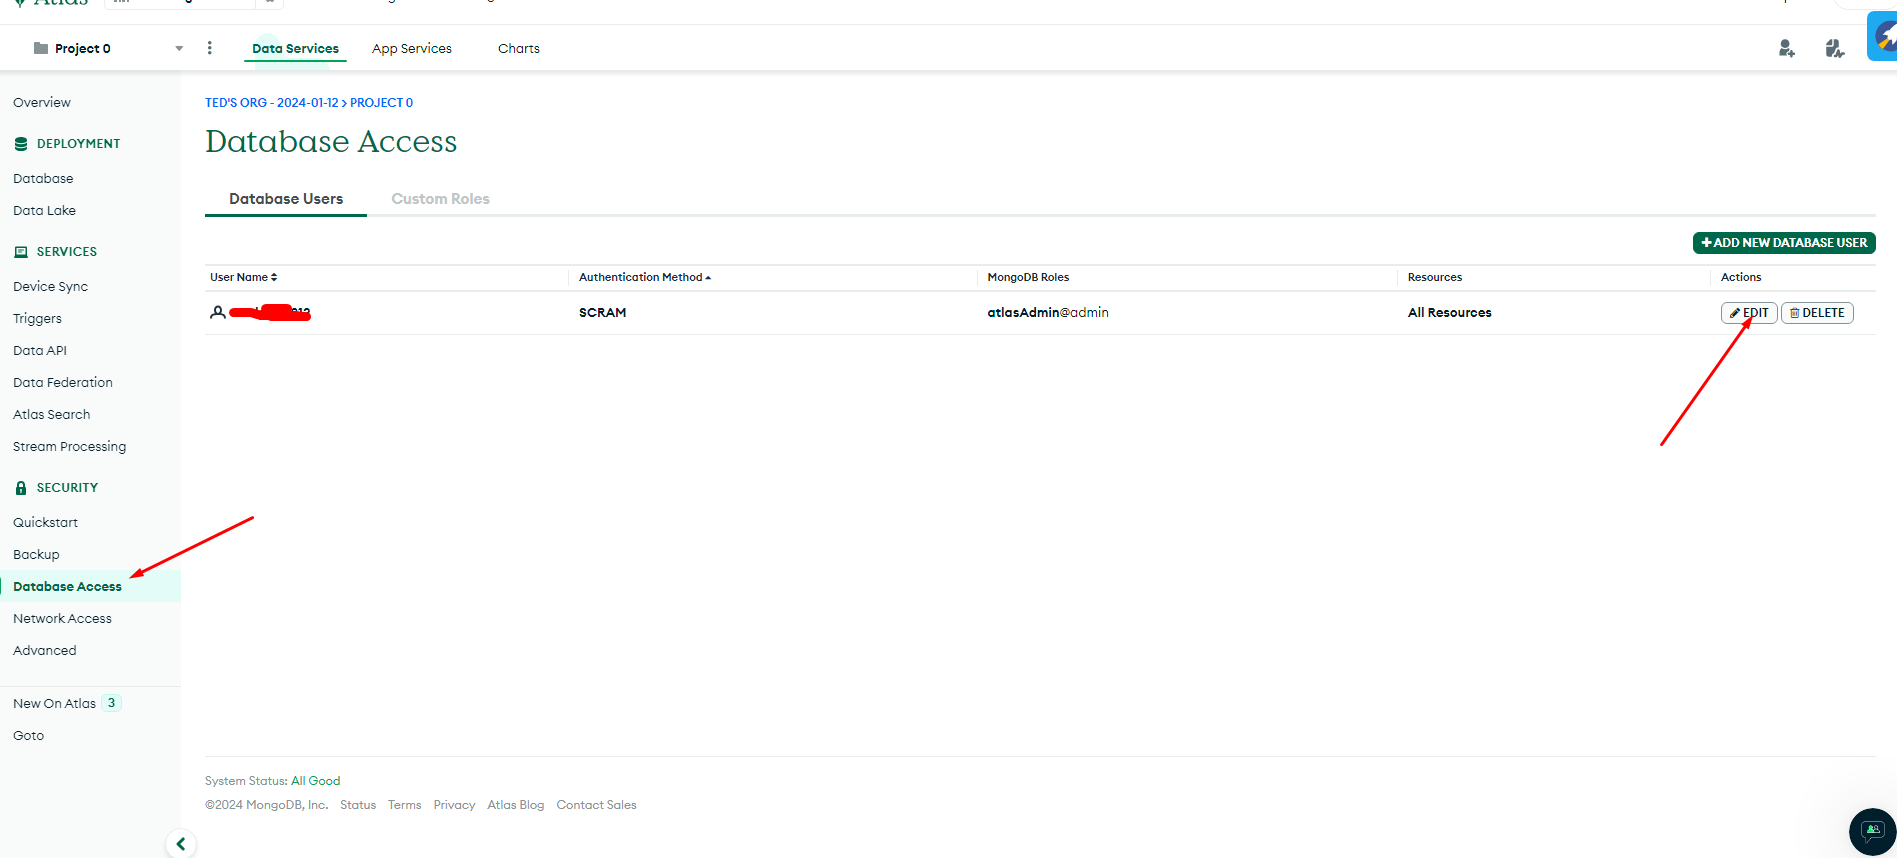 Atlas
Project 0
Data Services
App Services
Charts
Overview
DEPLOYMENT
Database
Data Lake
SERVICES
Device Sync
Triggers
Data API
Data Federation
Atlas Search
Stream Processing
SECURITY
Quickstart
Backup
Database Access
Network Access
Advanced
New On Atlas 3
Goto
TED'S ORG - 2024-01-12 > PROJECT 0
Database Access
Database Users
Custom Roles
+ADD NEW DATABASE USER
User Name
Authentication Method
MongoDB Roles
Resources
Actions
SCRAM
atlasAdmin@admin
All Resources
EDIT
DELETE
System Status: All Good
©2024 MongoDB, Inc. Status Terms Privacy Atlas Blog Contact Sales